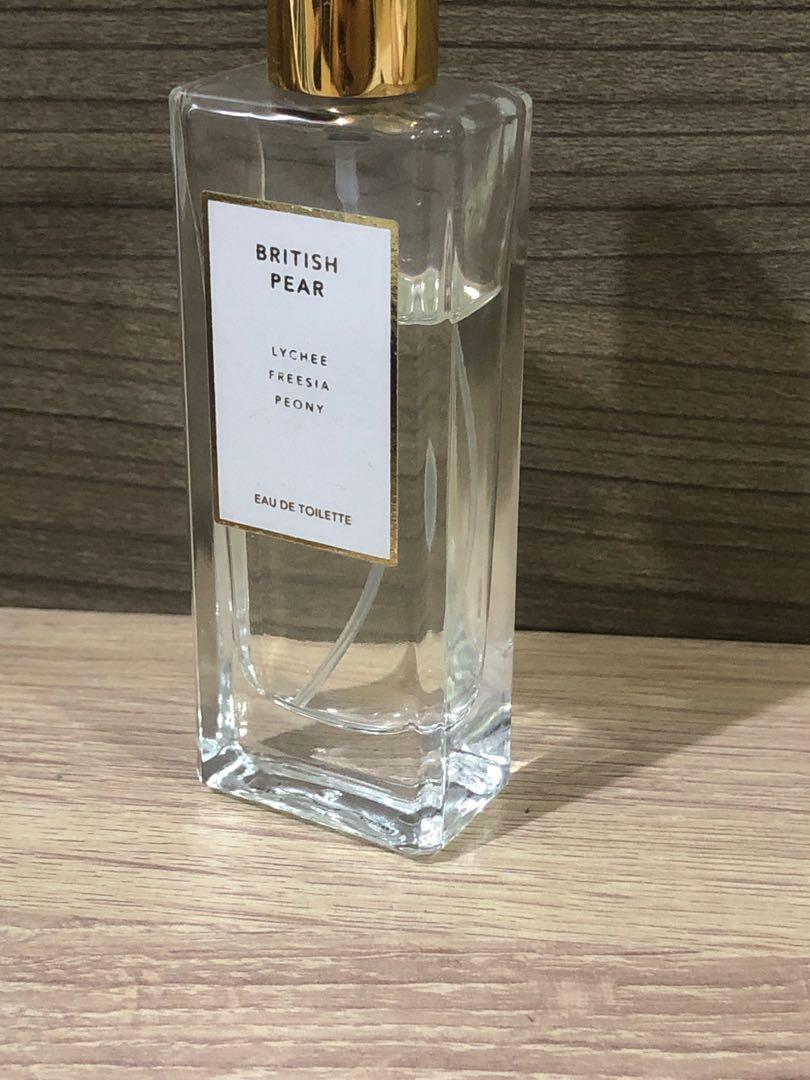 BRITISH
PEAR
LYCHEE
FREESIA
PEONY
EAU DE TOILETTE